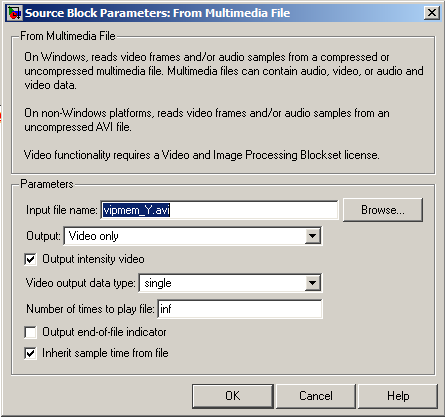 Source Block Parameters: From Multimedia File
From Multimedia File
On Windows, reads video frames and/or audio samples from a compressed or
uncompressed multimedia file. Multimedia files can contain audio, video, or audio and
video data.
On non-Windows platforms, reads video frames and/or audio samples from an
uncompressed AVI file.
Video functionality requires a Video and Image Processing Blockset license.
Parameters
Input file name: vipmem_Y.avi Browse...
Output: Video only
Output intensity video
Video output data type: single
Number of times to play file: inf
Output end-of-file indicator
Inherit sample time from file
OK Cancel Help